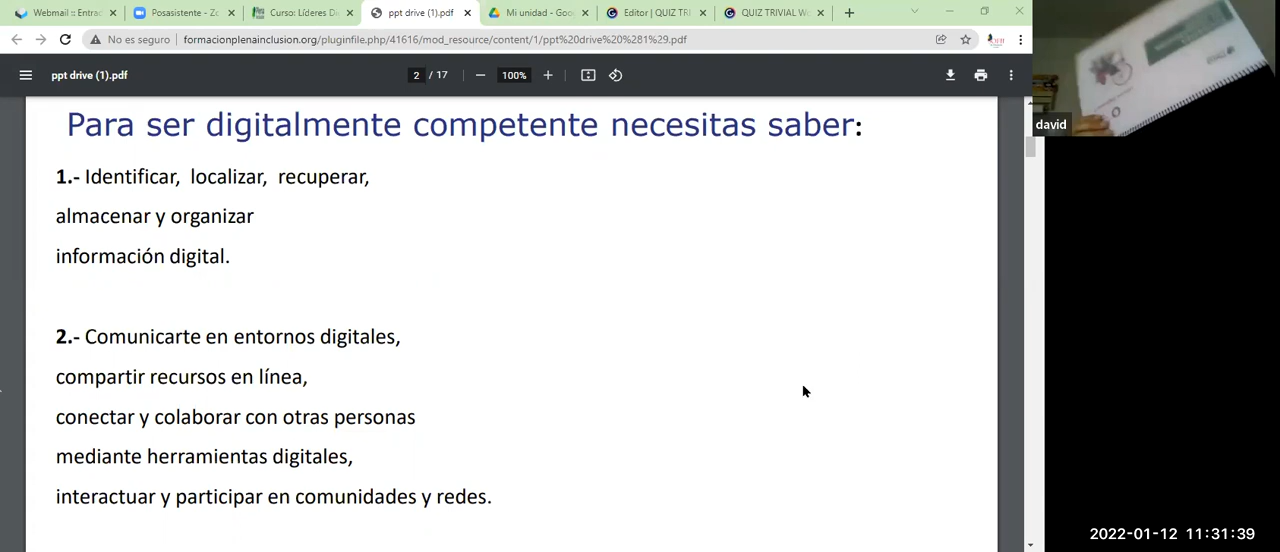 Webmail :: Entrad
Posasistente - Zo
Curso: Líderes Di
ppt drive (1).pdf
Mi unidad - Goo
Editor | QUIZ TRI
QUIZ TRIVIAL W
No es seguro
formacionplenainclusion.org/pluginfile.php/41616/mod_resource/content/1/ppt%20drive%20%281%29.pdf
ppt drive (1).pdf
2 / 17
100%
david
Para ser digitalmente competente necesitas saber:
1.- Identificar, localizar, recuperar,
almacenar y organizar
información digital.
2.- Comunicarte en entornos digitales,
compartir recursos en línea,
conectar y colaborar con otras personas
mediante herramientas digitales,
interactuar y participar en comunidades y redes.
2022-01-12 11:31:39